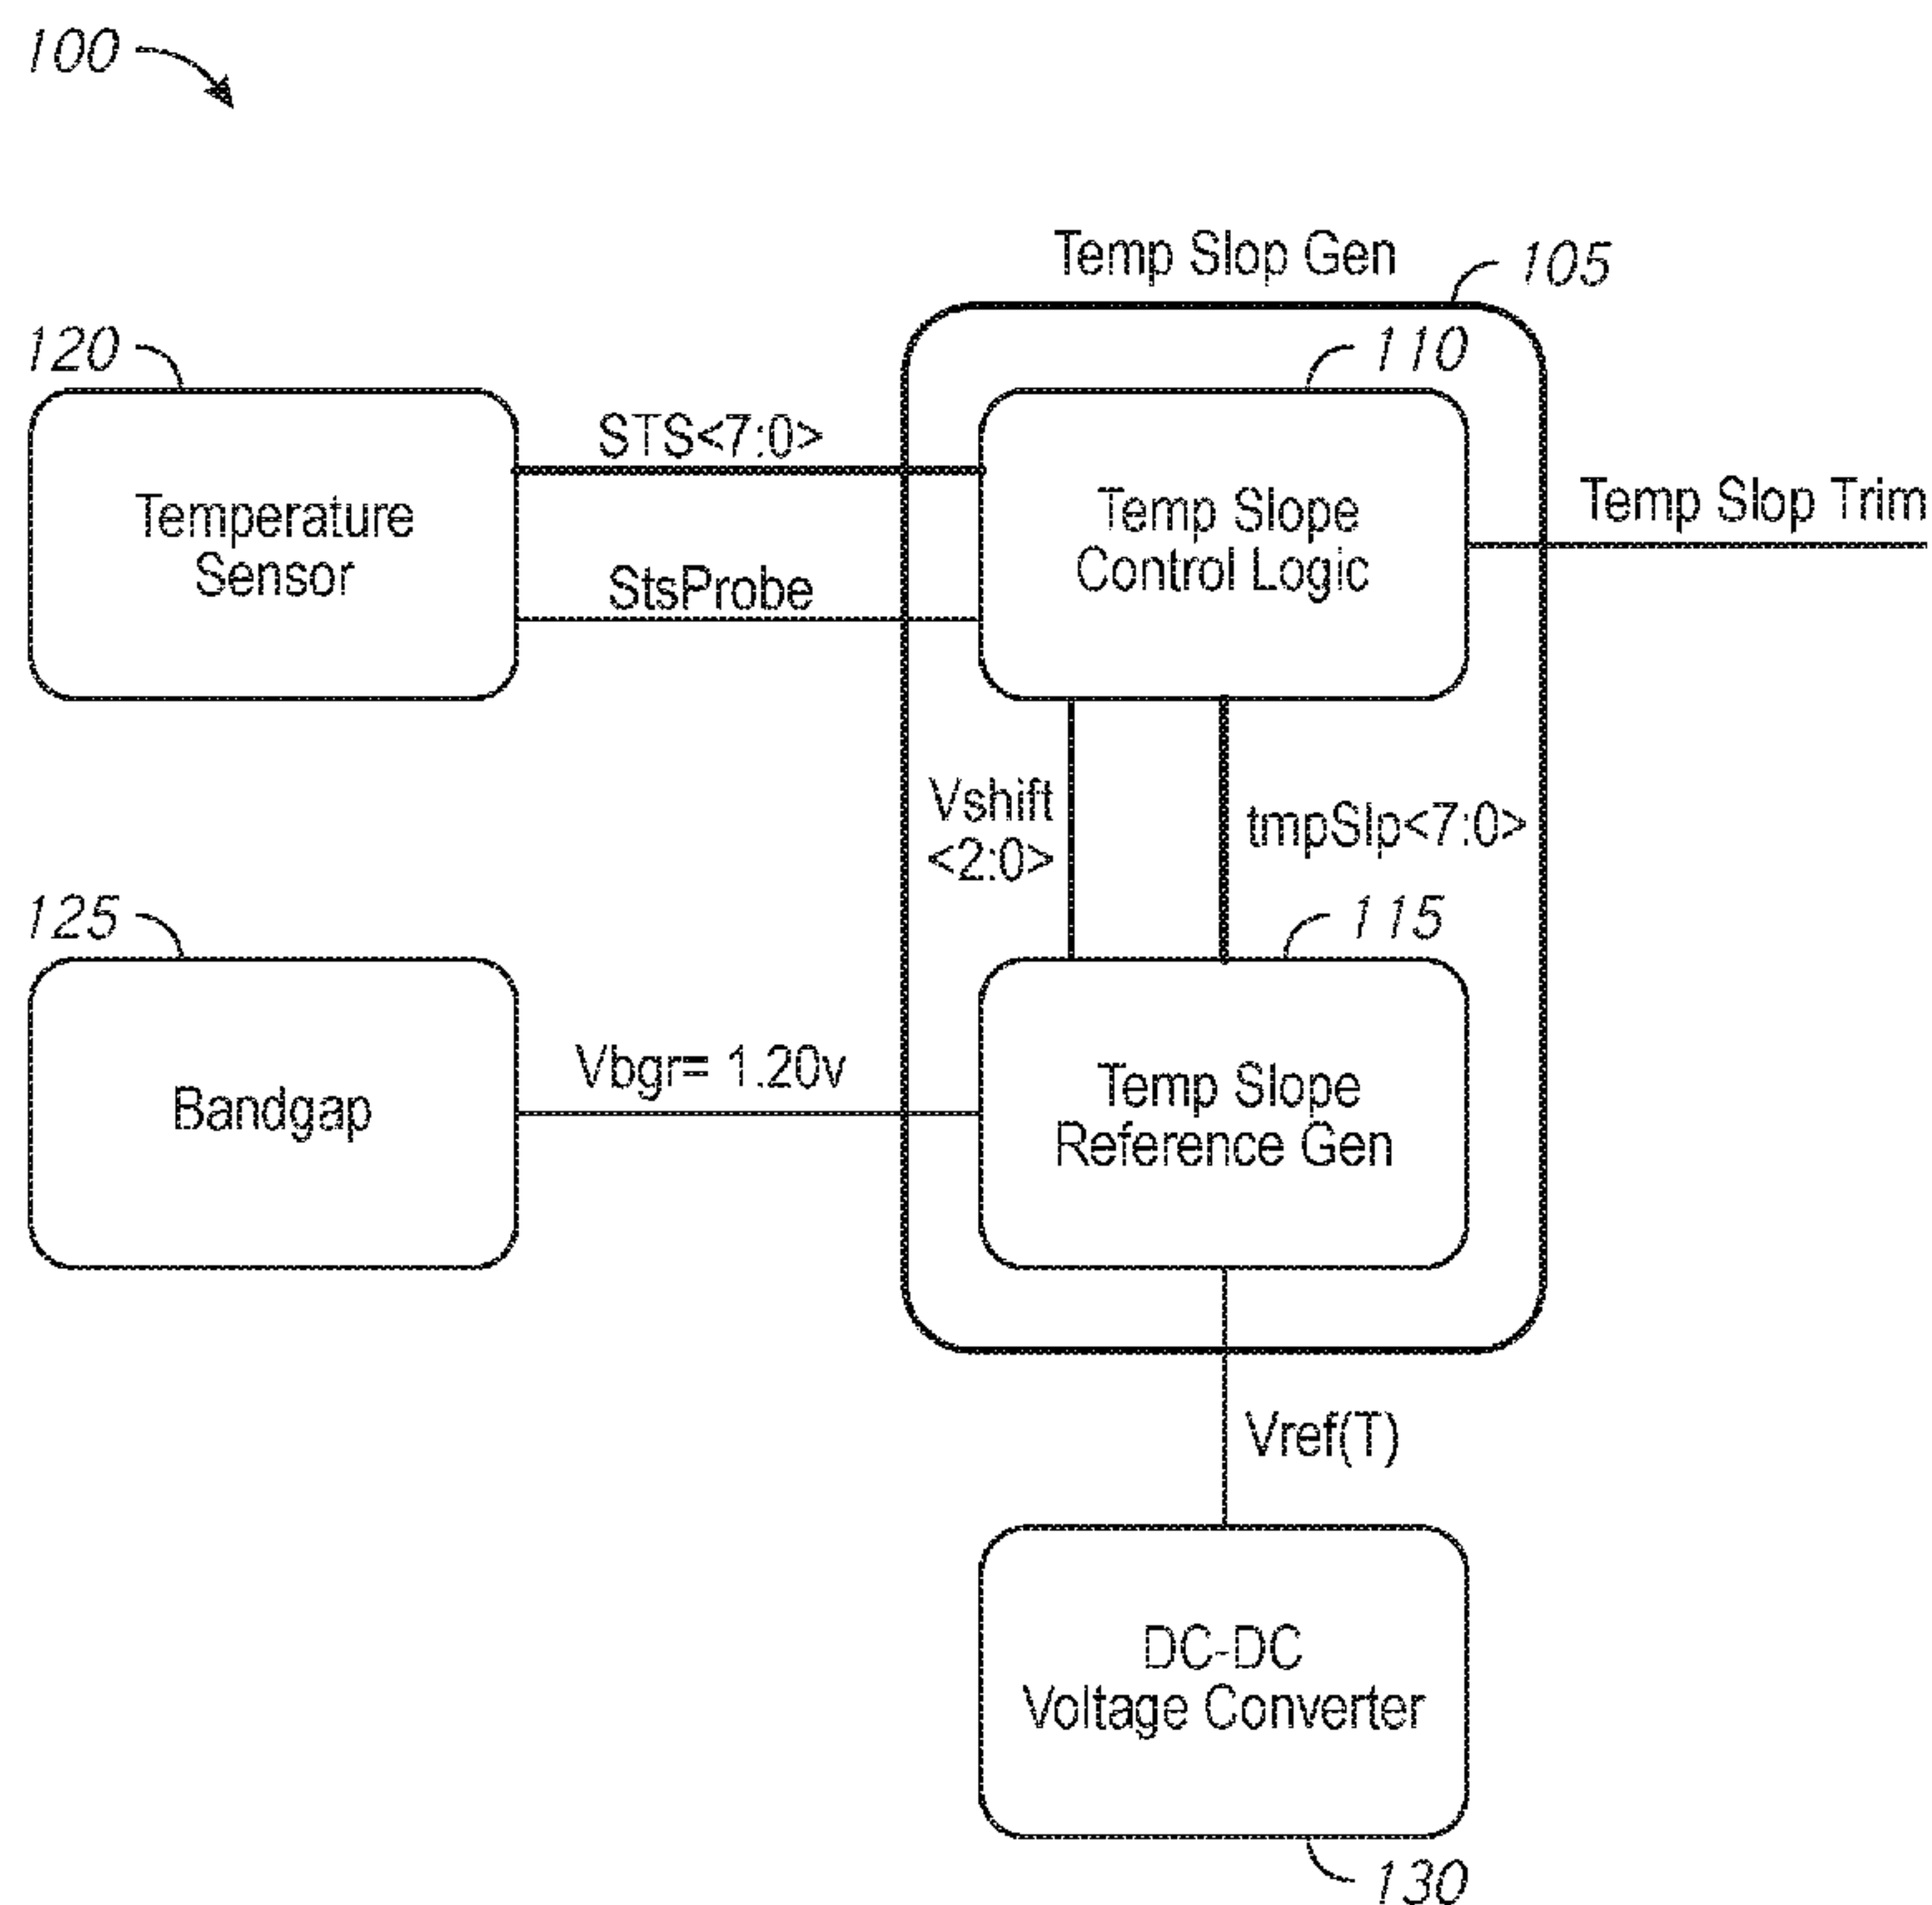 100
Temp Slop Gen
105
120
110
STS<7:0>
Temperature
Sensor
Temp Slope
Control Logic
Temp Slop Trim
StsProbe
Vshift
<2:0>
tmpSlp<7:0>
125
115
Bandgap
Vbgr= 1.20v
Temp Slope
Reference Gen
Vref(T)
DC-DC
Voltage Converter
130